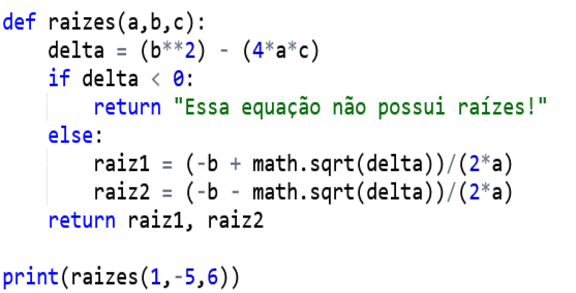 def raizes(a,b,c):
    delta = (b**2) - (4*a*c)
    if delta < 0:
        return "Essa equação não possui raízes!"
    else:
        raiz1 = (-b + math.sqrt(delta))/(2*a)
        raiz2 = (-b - math.sqrt(delta))/(2*a)
    return raiz1, raiz2

print(raizes(1,-5,6))